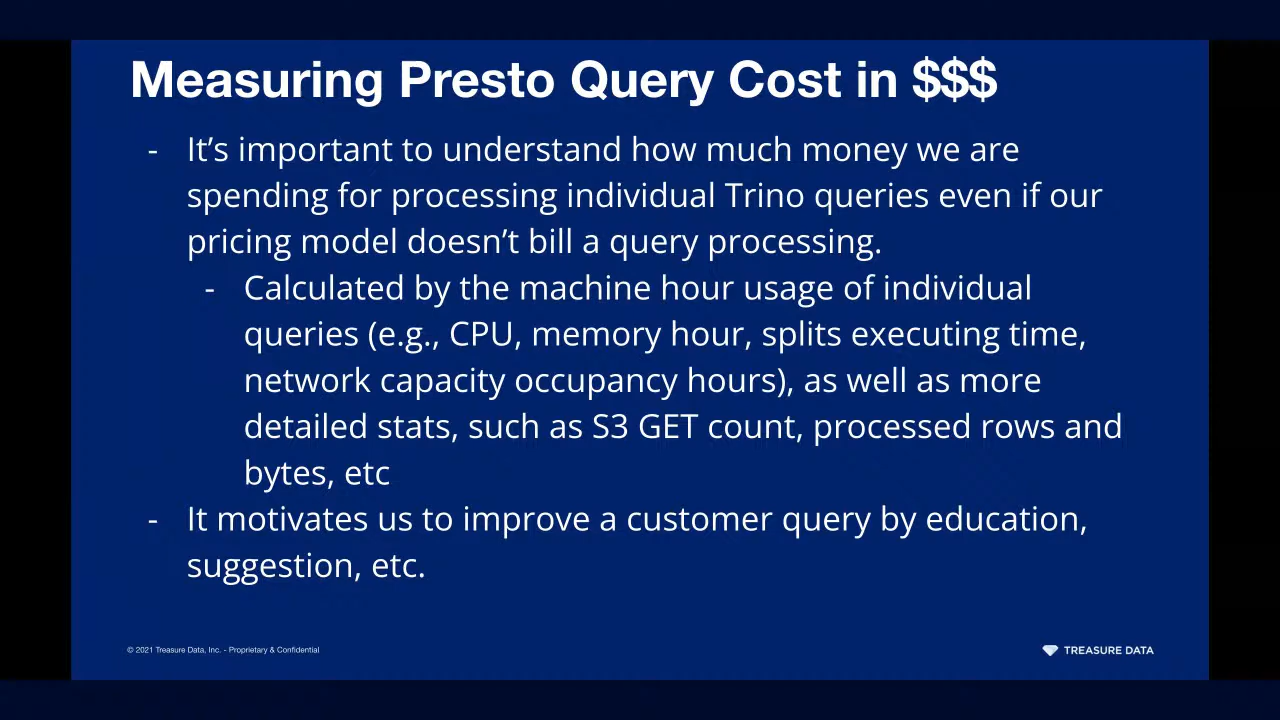 Measuring Presto Query Cost in $$$
- It’s important to understand how much money we are
spending for processing individual Trino queries even if our
pricing model doesn’t bill a query processing.
- Calculated by the machine hour usage of individual
queries (e.g., CPU, memory hour, splits executing time,
network capacity occupancy hours), as well as more
detailed stats, such as S3 GET count, processed rows and
bytes, etc
- It motivates us to improve a customer query by education,
suggestion, etc.
© 2021 Treasure Data, Inc. - Proprietary & Confidential
TREASURE DATA